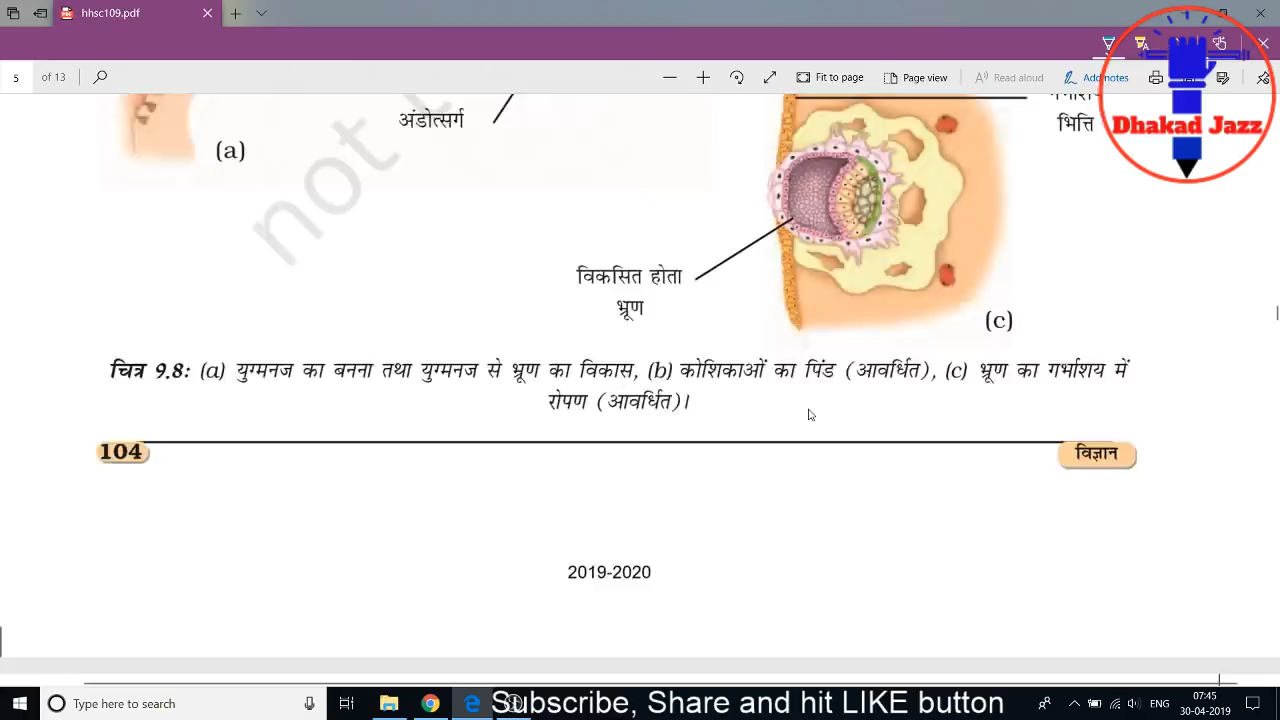 hhsc109.pdf
5 of 13
Fit to page
Page view
Read aloud
Add notes
Dhakad Jazz
अंडोत्सर्ग
भित्ति
(a)
not
विकसित होता
भ्रूण
(c)
चित्र 9.8: (a) युग्मनज का बनना तथा युग्मनज से भ्रूण का विकास, (b) कोशिकाओं का पिंड (आवर्धित), (c) भ्रूण का गर्भाशय में
रोपण (आवर्धित)।
104
विज्ञान
2019-2020
Type here to search
Subscribe, Share and hit LIKE button
ENG
07:45
30-04-2019